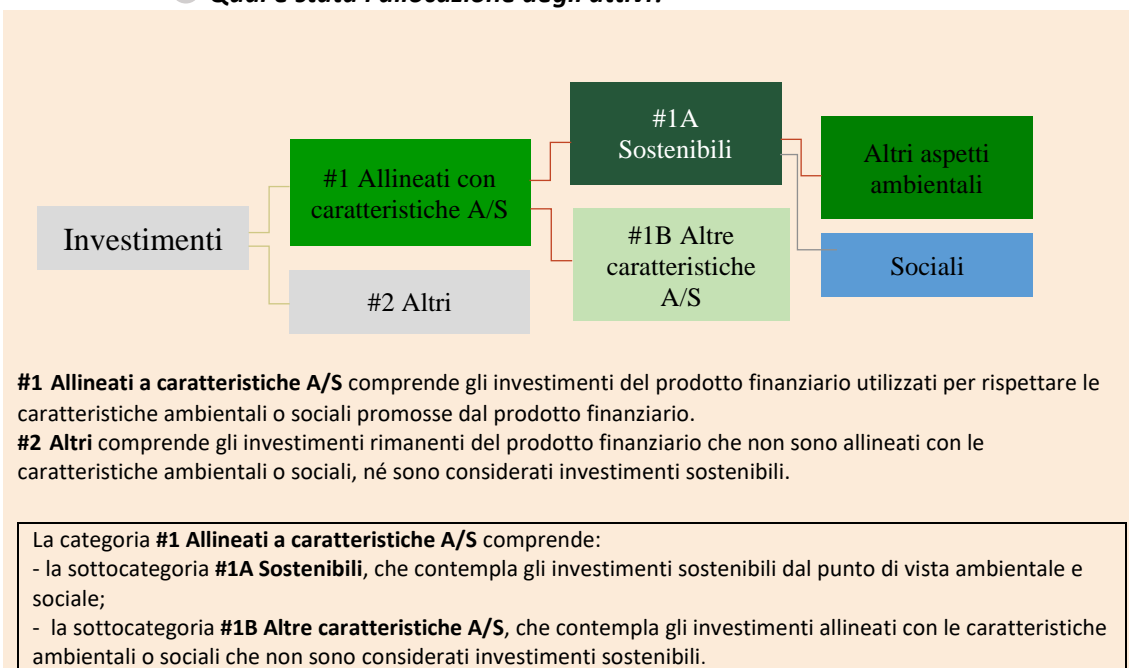 Qual è stata l'allocazione degli attivi?
#1A
Sostenibili
Altri aspetti
ambientali
#1 Allineati con
caratteristiche A/S
Investimenti
#1B Altre
caratteristiche
A/S
Sociali
#2 Altri
#1 Allineati a caratteristiche A/S comprende gli investimenti del prodotto finanziario utilizzati per rispettare le
caratteristiche ambientali o sociali promosse dal prodotto finanziario.
#2 Altri comprende gli investimenti rimanenti del prodotto finanziario che non sono allineati con le
caratteristiche ambientali o sociali, né sono considerati investimenti sostenibili.
La categoria #1 Allineati a caratteristiche A/S comprende:
- la sottocategoria #1A Sostenibili, che contempla gli investimenti sostenibili dal punto di vista ambientale e
sociale;
- la sottocategoria #1B Altre caratteristiche A/S, che contempla gli investimenti allineati con le caratteristiche
ambientali o sociali che non sono considerati investimenti sostenibili.